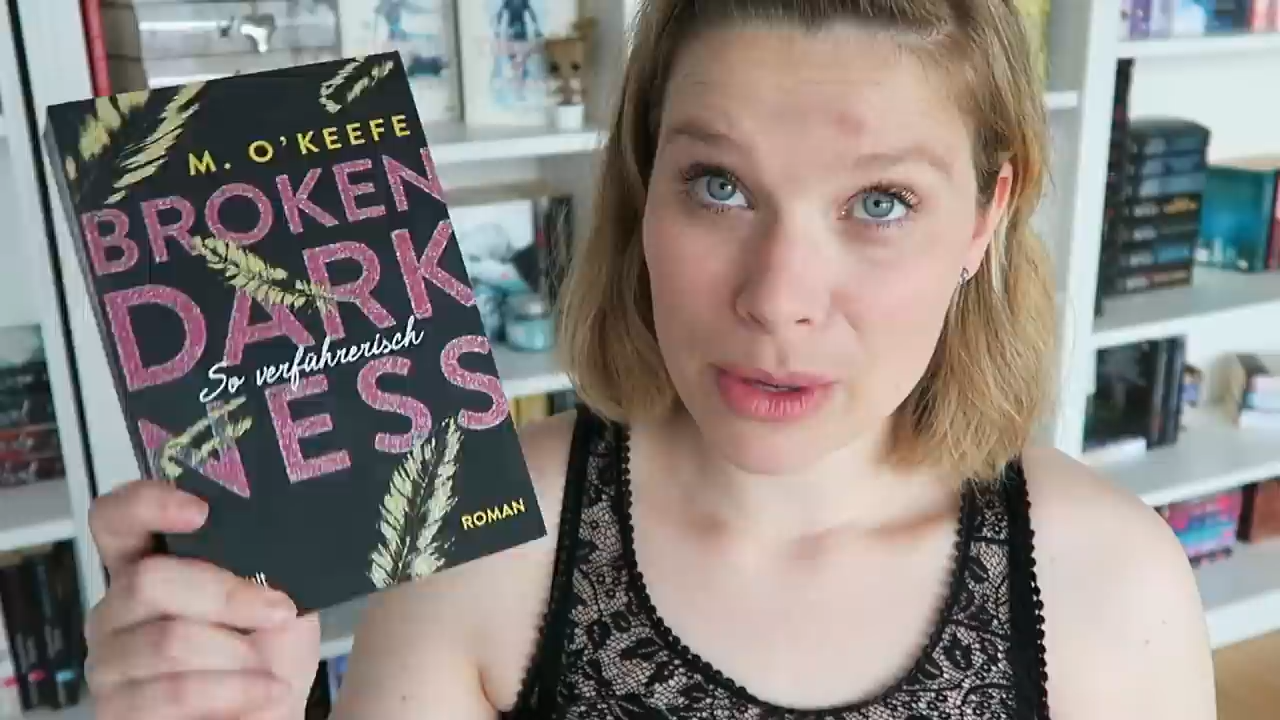 M. O'KEEFE
BROKEN
DARK
So verführerisch
NESS
ROMAN